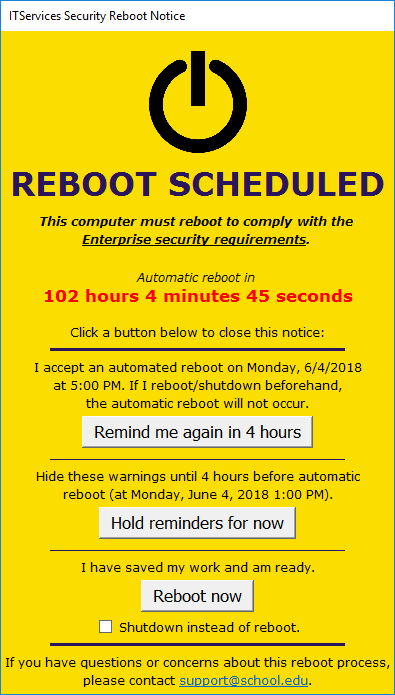 ITServices Security Reboot Notice
REBOOT SCHEDULED
This computer must reboot to comply with the
Enterprise security requirements.
Automatic reboot in
102 hours 4 minutes 45 seconds
Click a button below to close this notice:
I accept an automated reboot on Monday, 6/4/2018
at 5:00 PM. If I reboot/shutdown beforehand,
the automatic reboot will not occur.
Remind me again in 4 hours
Hide these warnings until 4 hours before automatic
reboot (at Monday, June 4, 2018 1:00 PM).
Hold reminders for now
I have saved my work and am ready.
Reboot now
Shutdown instead of reboot.
If you have questions or concerns about this reboot process,
please contact support@school.edu.